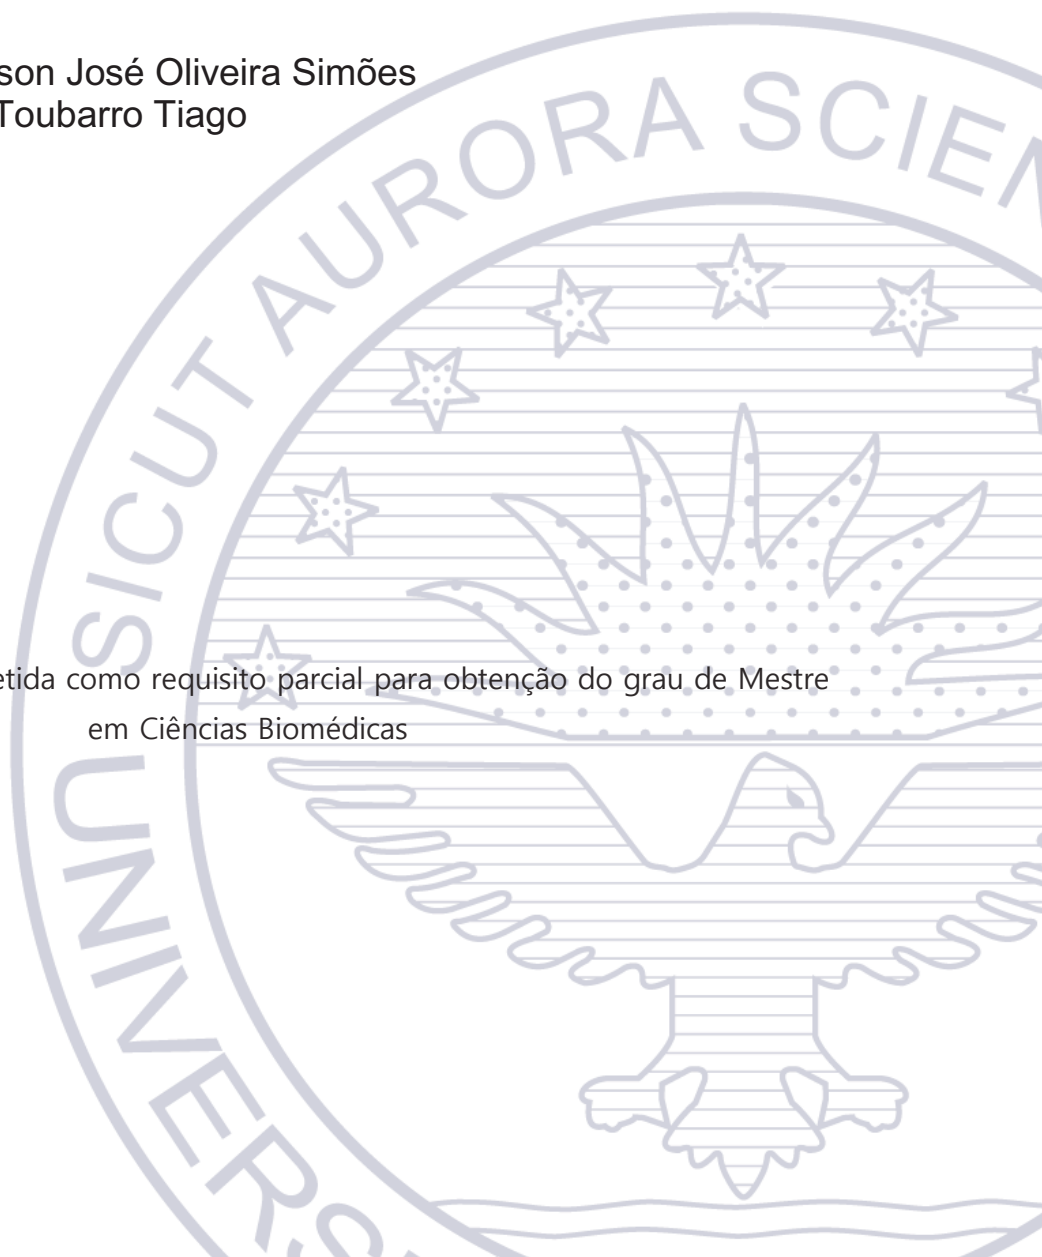 son José Oliveira Simões
Toubarro Tiago
SICUT AURORA SCIEN
etida como requisito parcial para obtenção do grau de Mestre
em Ciências Biomédicas
UNIVERS